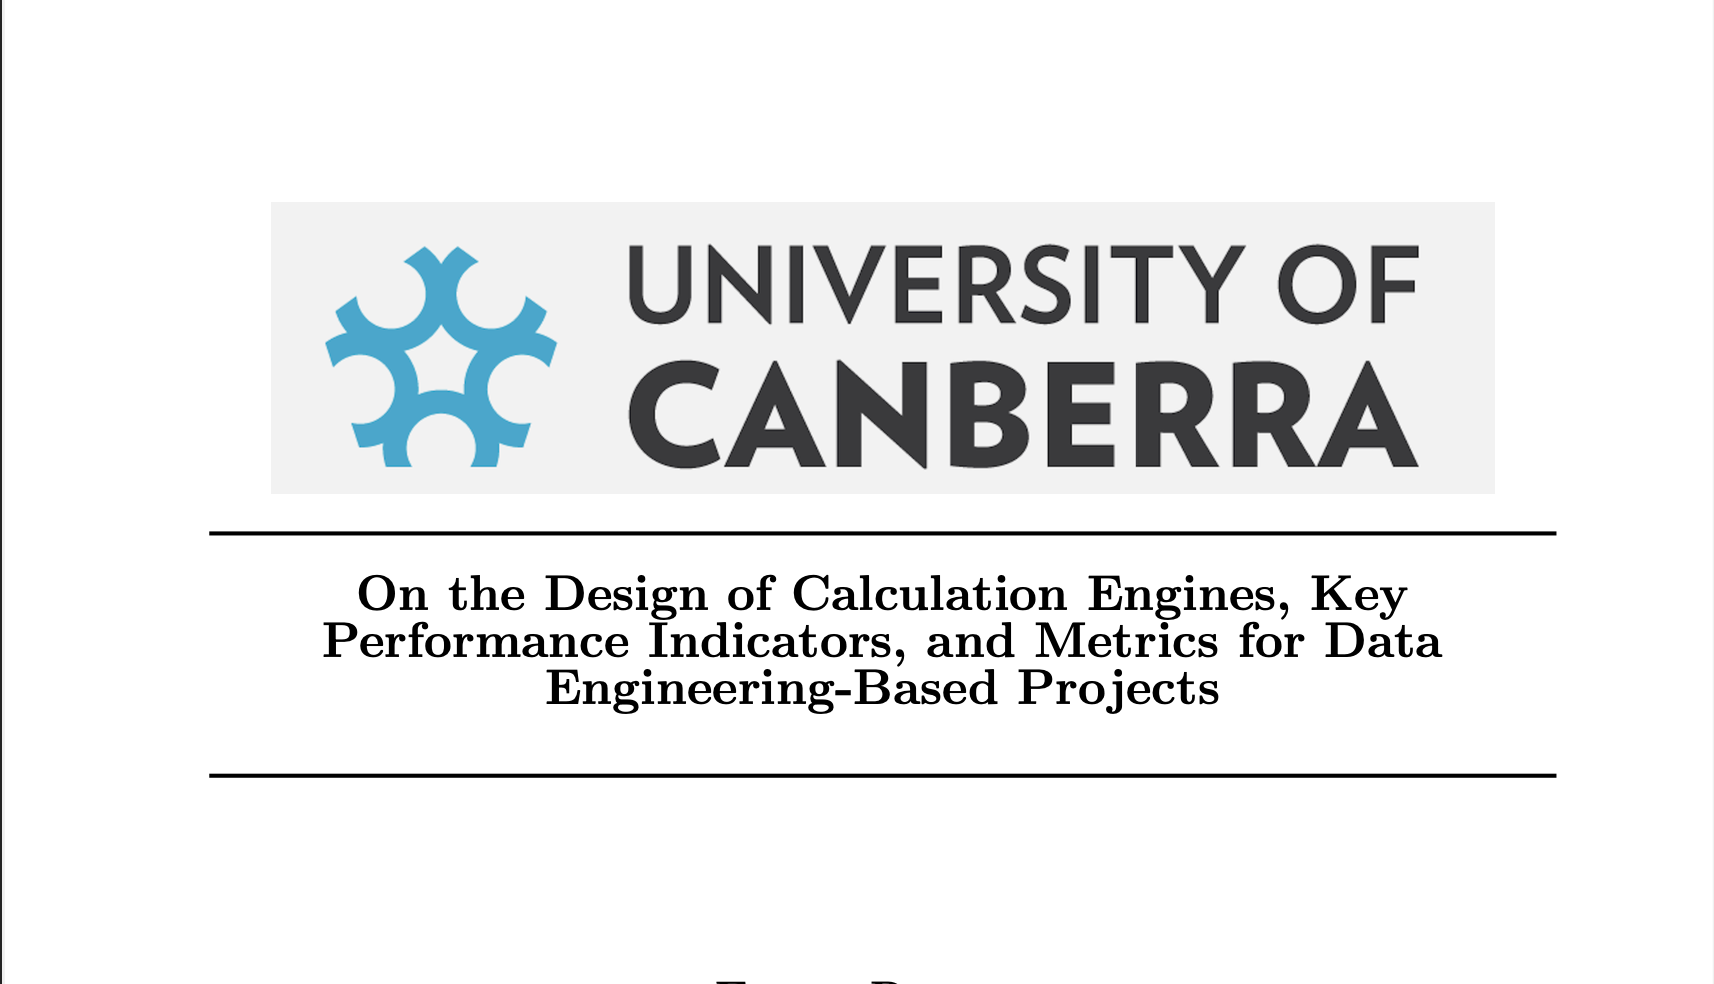 UNIVERSITY OF
CANBERRA
On the Design of Calculation Engines, Key
Performance Indicators, and Metrics for Data
Engineering-Based Projects